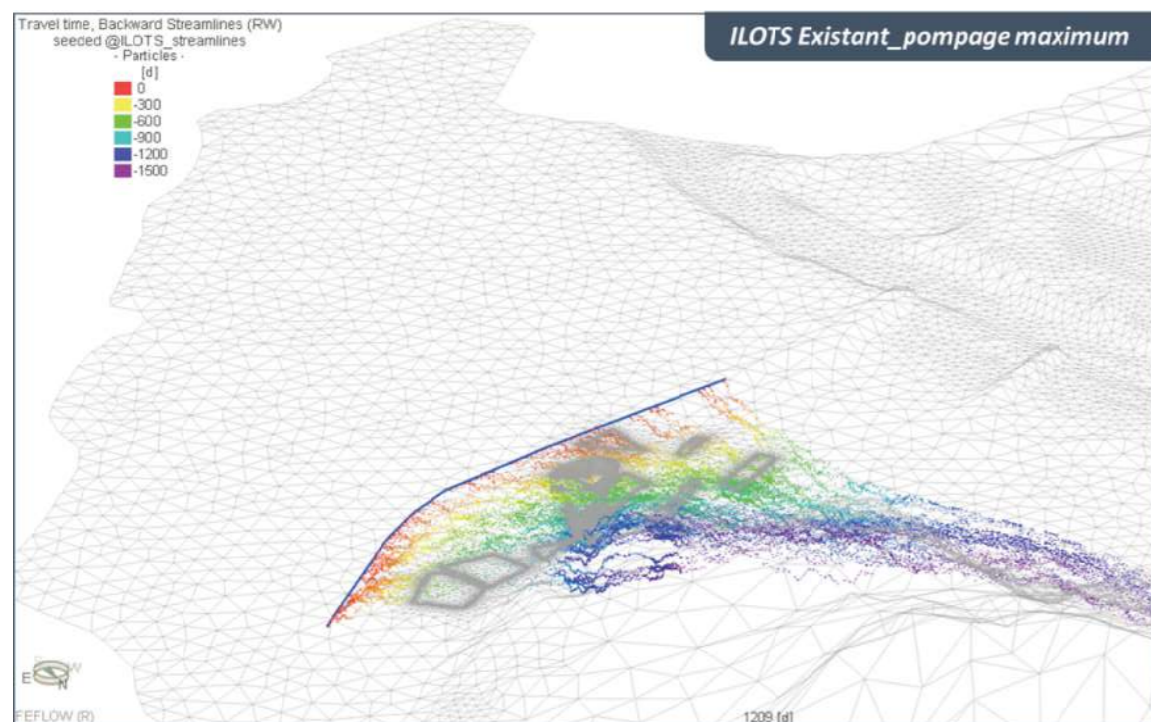 Travel time, Backward Streamlines (RW)
seeded @ILOTS_streamlines
- Particles -
[d]
0
-300
-600
-900
-1200
-1500
ILOTS Existant_pompage maximum
E
N
W
FEFLOW (R)
1209 [d]